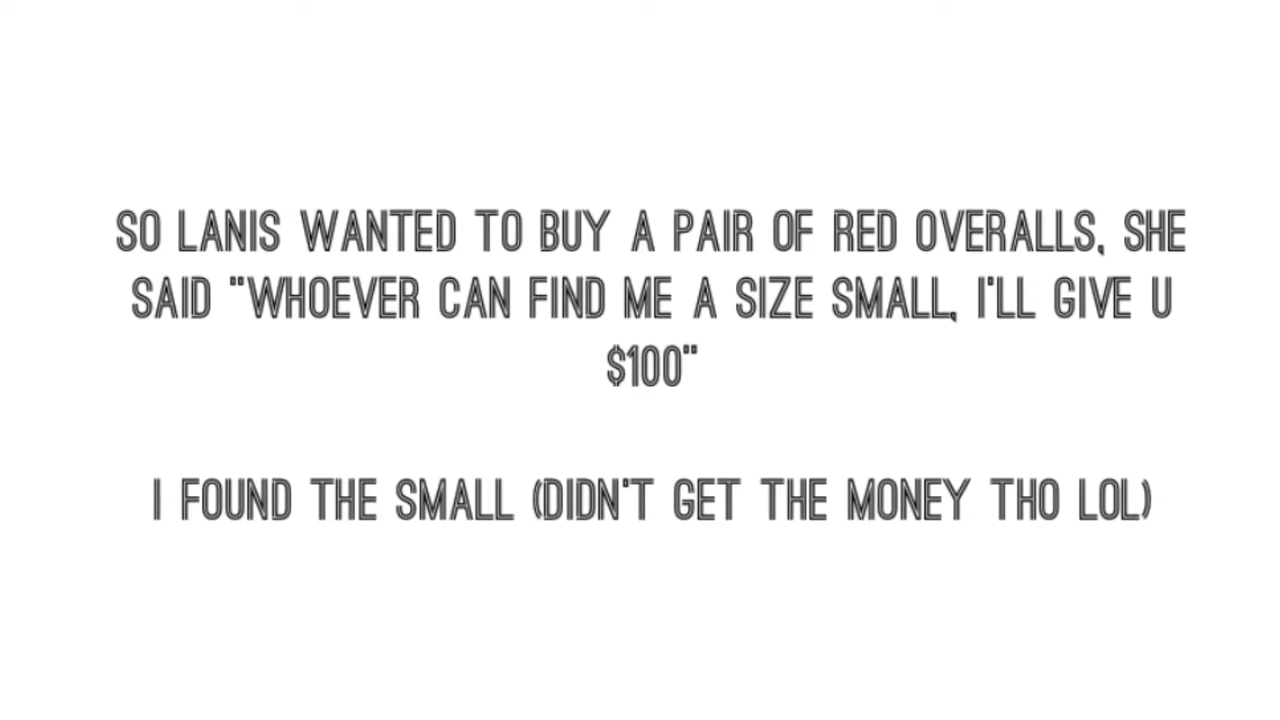 SO LANIS WANTED TO BUY A PAIR OF RED OVERALLS, SHE
SAID "WHOEVER CAN FIND ME A SIZE SMALL, I'LL GIVE U
$100"
I FOUND THE SMALL (DIDN'T GET THE MONEY THO LOL)